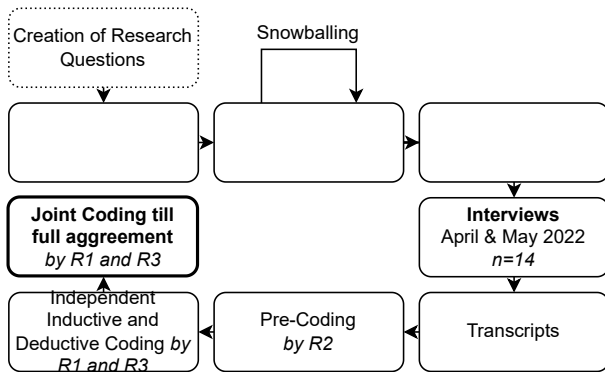 Creation of Research
Questions
Snowballing
Joint Coding till
full aggreement
by R1 and R3
Interviews
April & May 2022
n=14
Independent
Inductive and
Deductive Coding by
R1 and R3
Pre-Coding
by R2
Transcripts